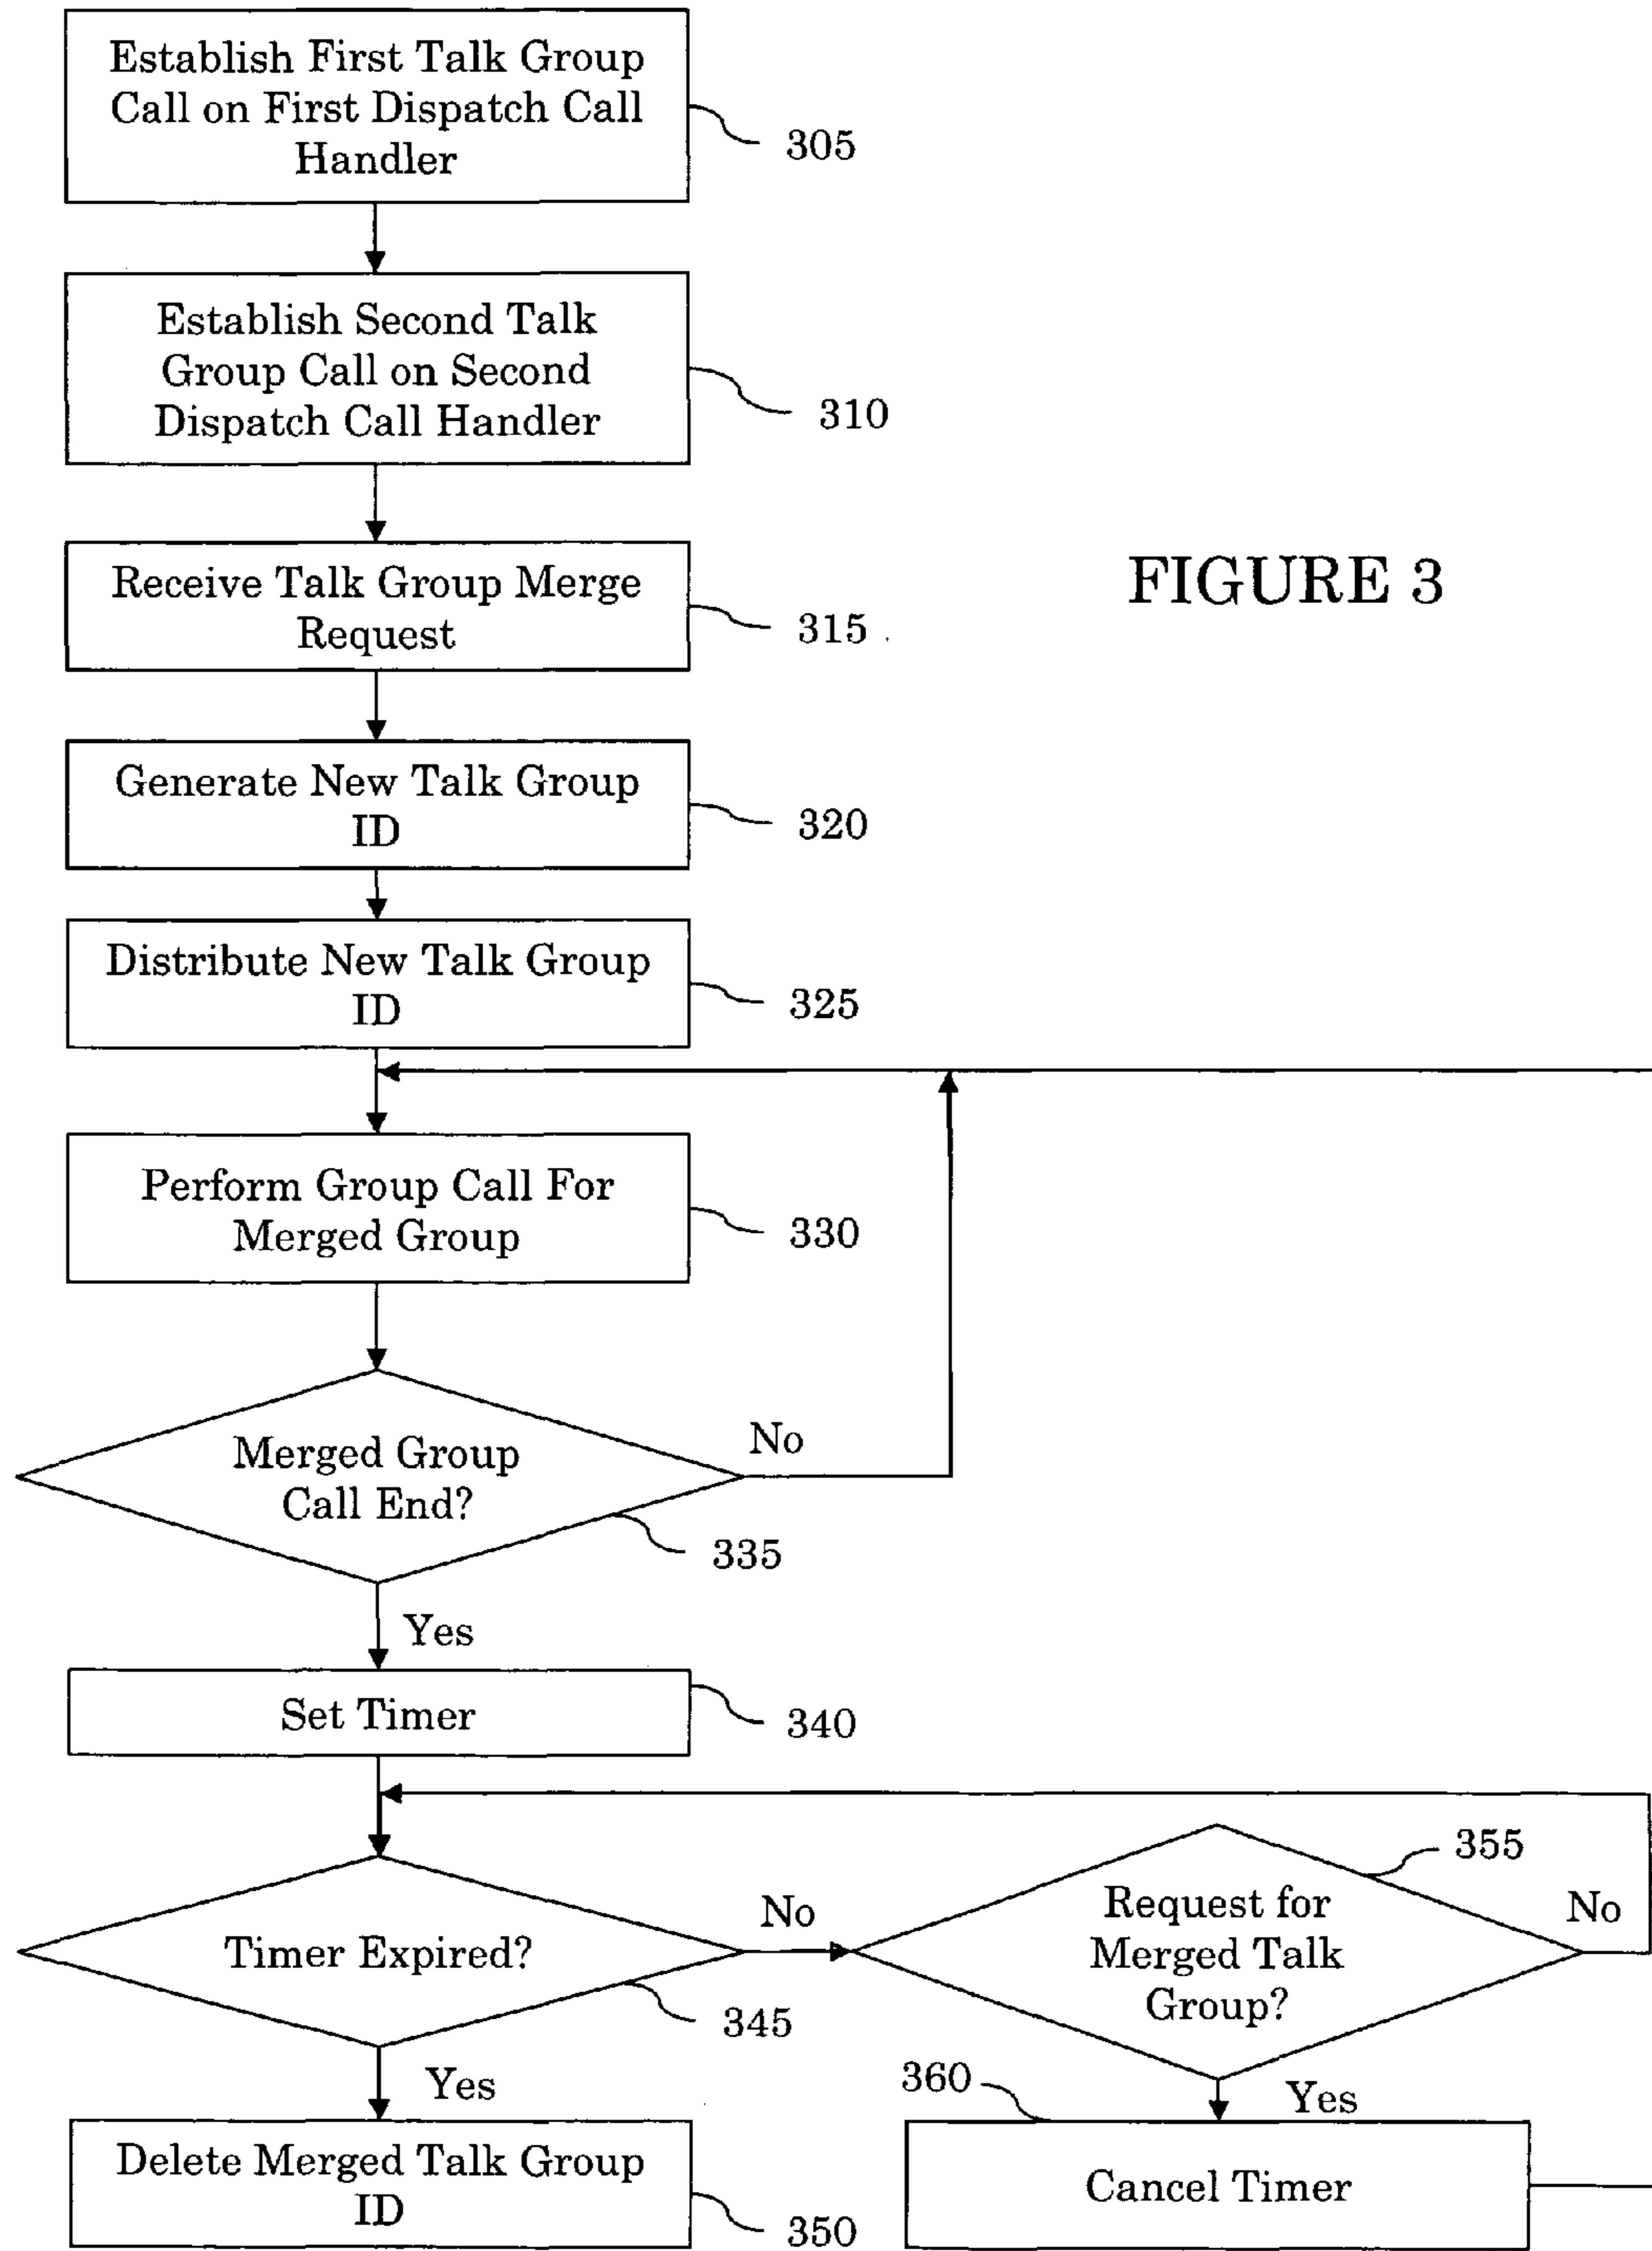 Establish First Talk Group
Call on First Dispatch Call
Handler
305
Establish Second Talk
Group Call on Second
Dispatch Call Handler
310
Receive Talk Group Merge
Request
315
FIGURE 3
Generate New Talk Group
ID
320
Distribute New Talk Group
ID
325
Perform Group Call For
Merged Group
330
Merged Group
Call End?
No
335
Yes
Set Timer
340
Timer Expired?
No
345
Request for
Merged Talk
Group?
355
No
Yes
Delete Merged Talk Group
ID
350
360
Yes
Cancel Timer